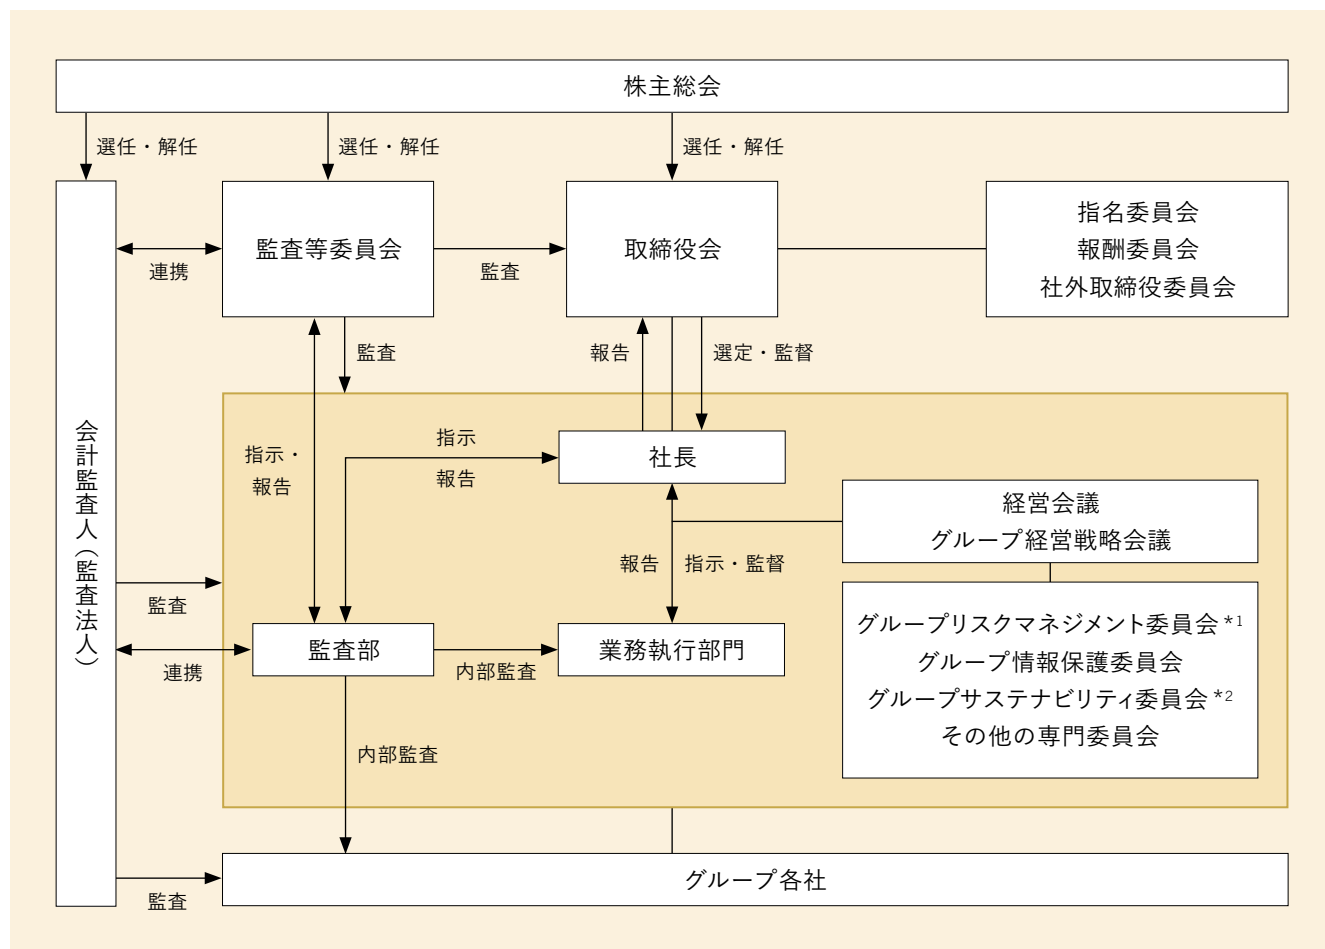 株主総会
選任・解任
選任・解任
選任・解任
監査等委員会
取締役会
指名委員会
報酬委員会
社外取締役委員会
連携
監査
監査
報告
選定・監督
会計監査人（監査法人）
指示・
報告
指示
報告
社長
経営会議
グループ経営戦略会議
報告
指示・監督
監査
グループリスクマネジメント委員会*1
グループ情報保護委員会
グループサステナビリティ委員会*2
その他の専門委員会
連携
監査部
内部監査
業務執行部門
内部監査
監査
グループ各社